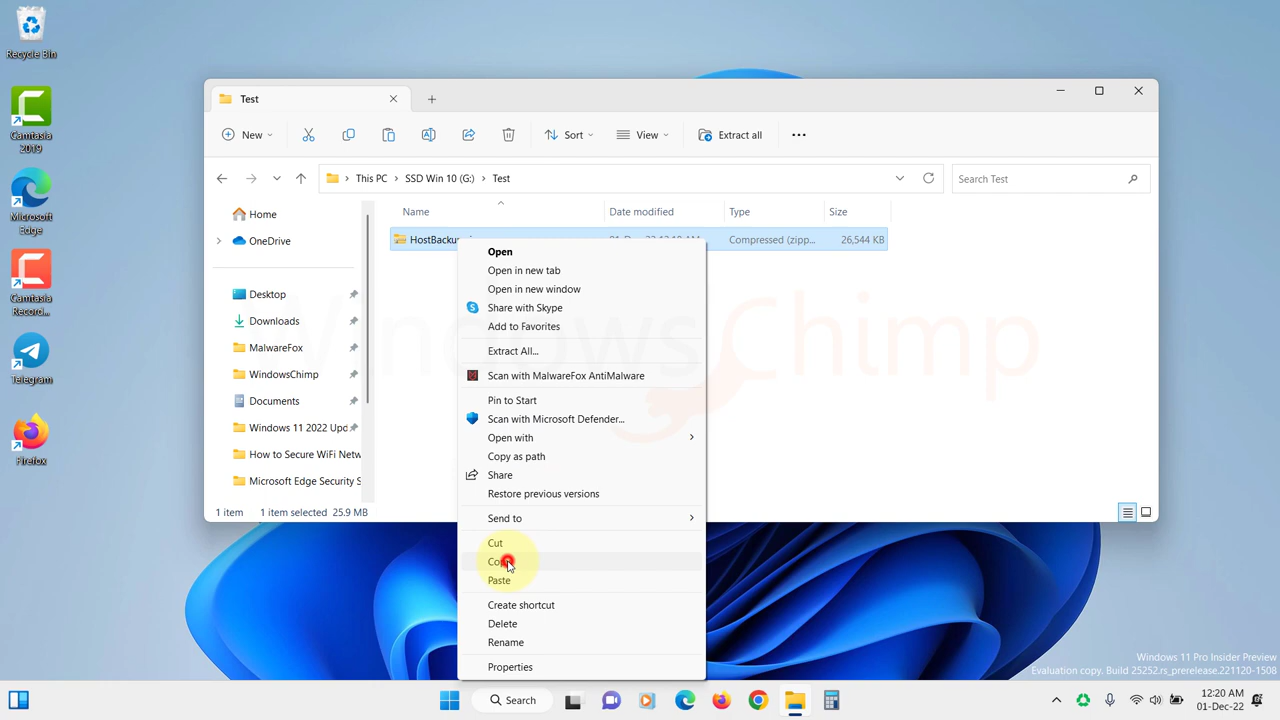 Recycle Bin
Camtasia
2019
Microsoft
Edge
Camtasia
Record...
Telegram
Firefox
Test
New
Sort
View
Extract all
This PC
SSD Win 10 (G:)
Test
Search Test
Home
OneDrive
Desktop
Downloads
MalwareFox
WindowsChimp
Documents
Windows 11 2022 Upd
How to Secure WiFi Netw
Microsoft Edge Security S
Name Date modified Type Size
Compressed (zipp... 26,544 KB
Open
Open in new tab
Open in new window
Share with Skype
Add to Favorites
Extract All...
Scan with MalwareFox AntiMalware
Pin to Start
Scan with Microsoft Defender...
Open with
Copy as path
Share
Restore previous versions
Send to
Cut
Paste
Create shortcut
Delete
Rename
Properties
1 item 1 item selected 25.9 MB
WindowsChimp
Windows 11 Pro Insider Preview
Evaluation copy. Build 25252.rs_prerelease.221120-1508
Search
12:20 AM
01-Dec-22